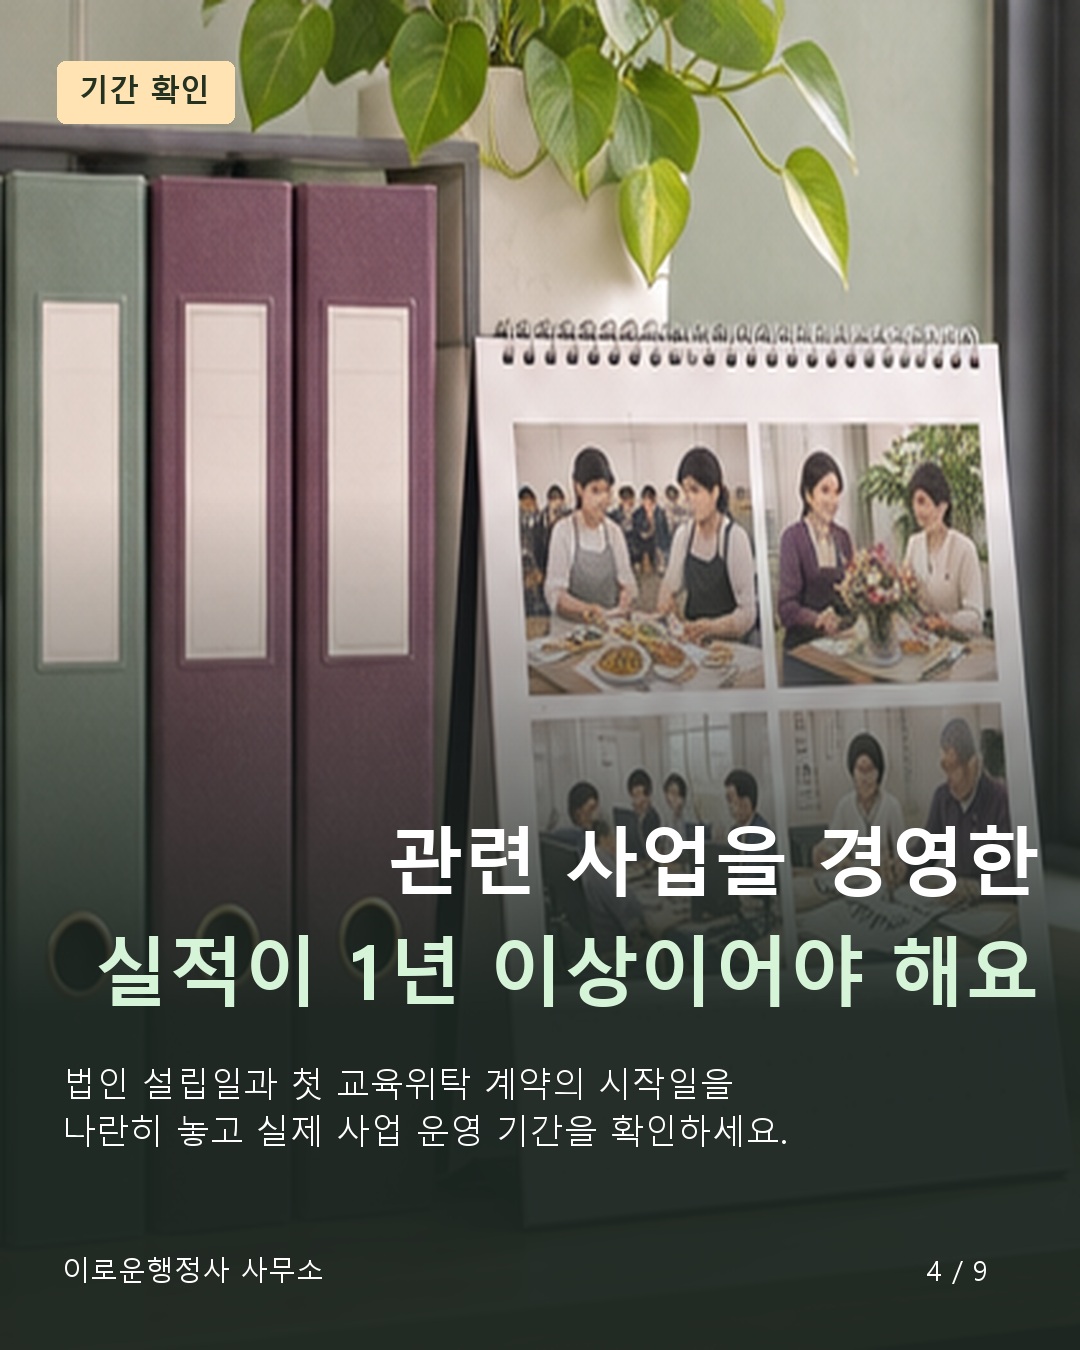 기간 확인
관련 사업을 경영한
실적이 1년 이상이어야 해요
법인 설립일과 첫 교육위탁 계약의 시작일을
나란히 놓고 실제 사업 운영 기간을 확인하세요.
이로운행정사 사무소
4 / 9